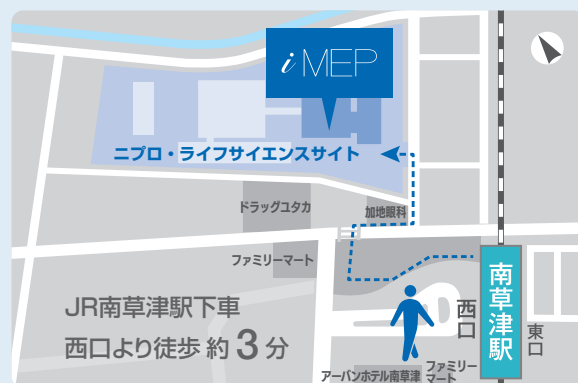 i MEP
ニプロ・ライフサイエンスサイト
ドラッグユタカ
加地眼科
ファミリーマート
JR南草津駅下車
西口より徒歩 約 3 分
西口
南草津駅
東口
アーバンホテル南草津
ファミリー
マート